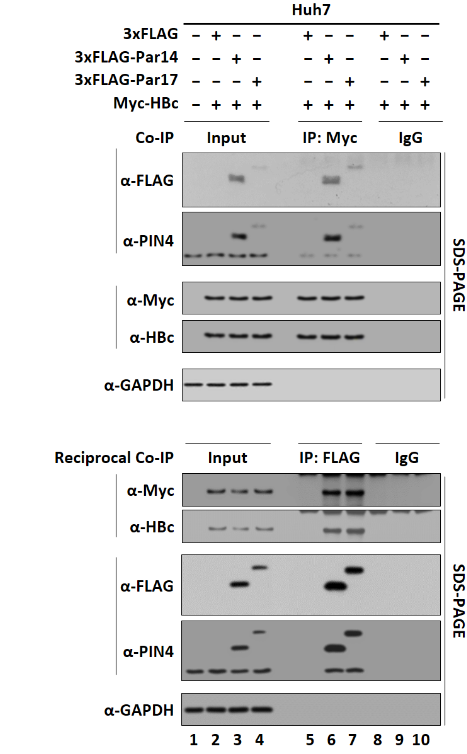 Huh7
3xFLAG – + – – + – – + – –
3xFLAG-Par14 – – + – – + – – + –
3xFLAG-Par17 – – – + – – + – – +
Myc-HBc – + + + + + + + + +
Co-IP Input IP: Myc IgG
α-FLAG
α-PIN4
α-Myc
α-HBc
α-GAPDH
SDS-PAGE
Reciprocal Co-IP Input IP: FLAG IgG
α-Myc
α-HBc
α-FLAG
α-PIN4
α-GAPDH
SDS-PAGE
1 2 3 4 5 6 7 8 9 10